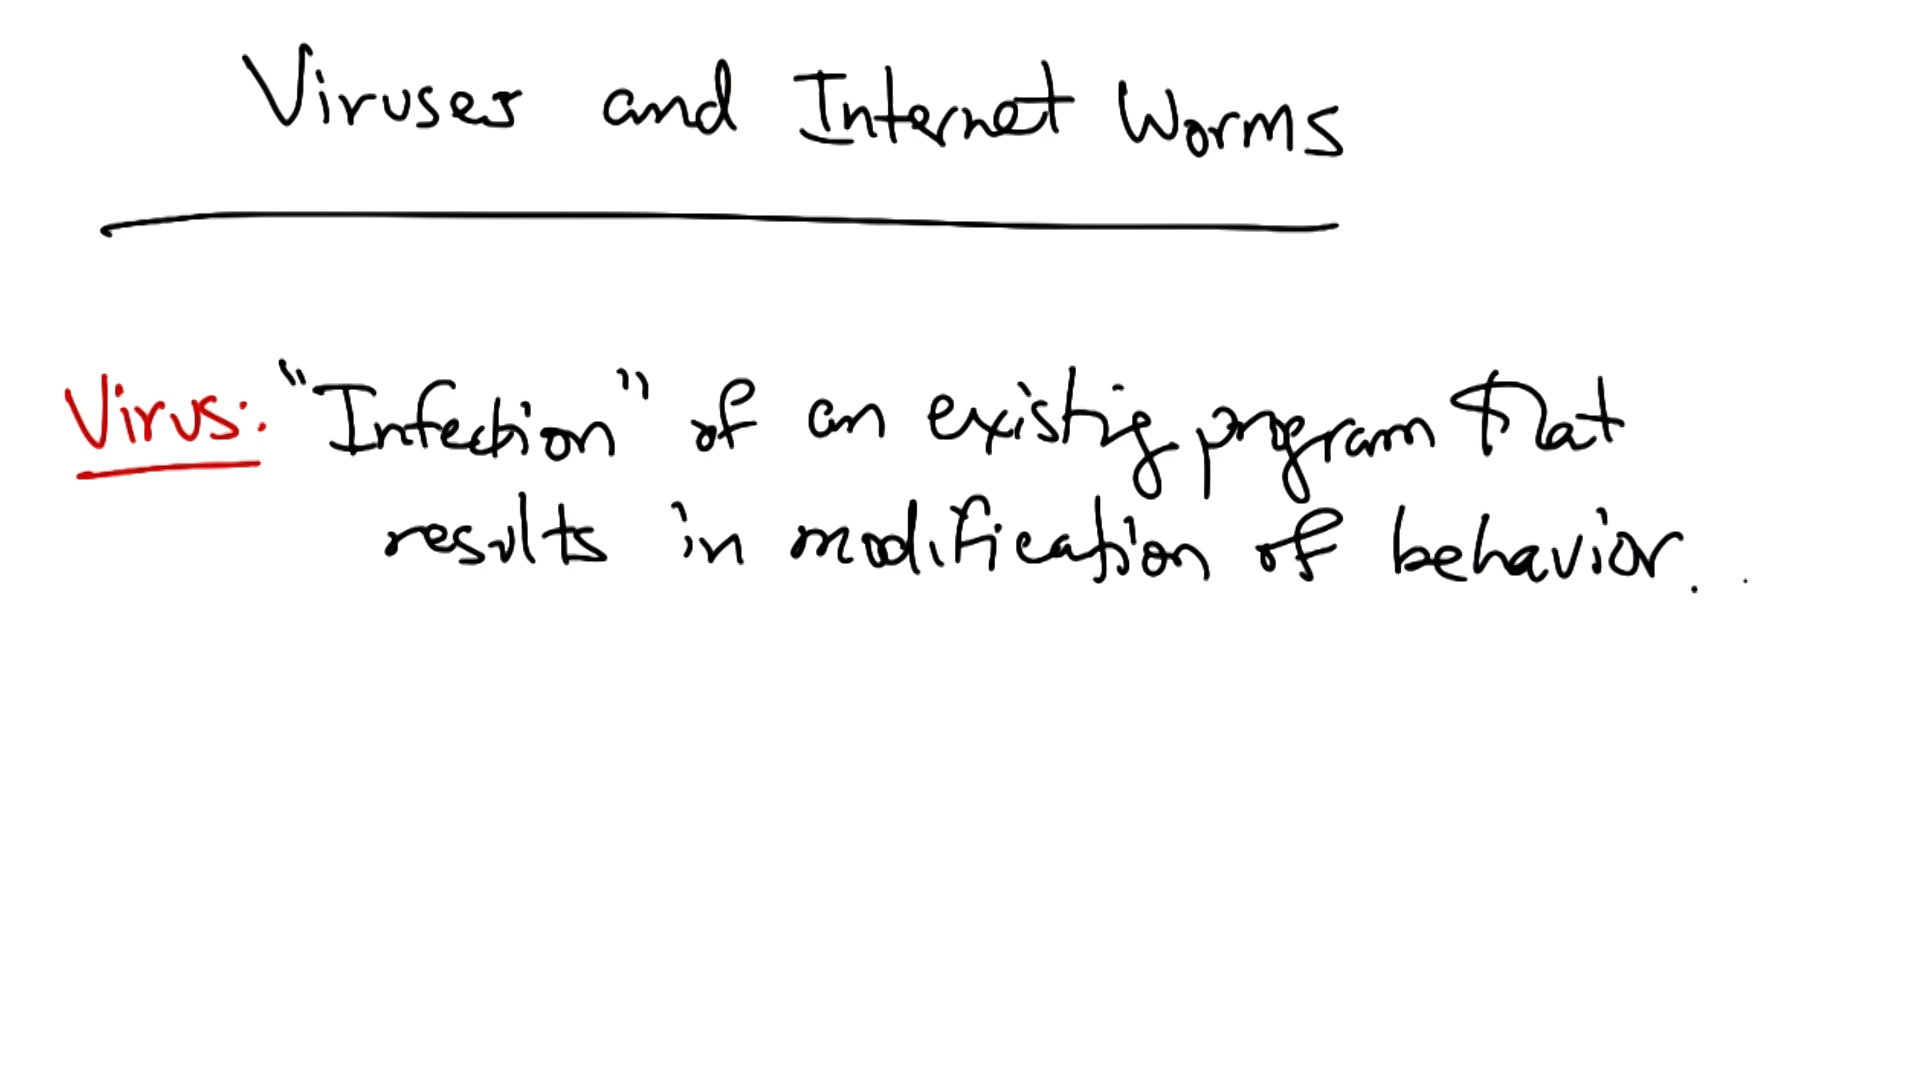 Viruses and Internet Worms
Virus: "Infection" of an existing program that
results in modification of behavior.